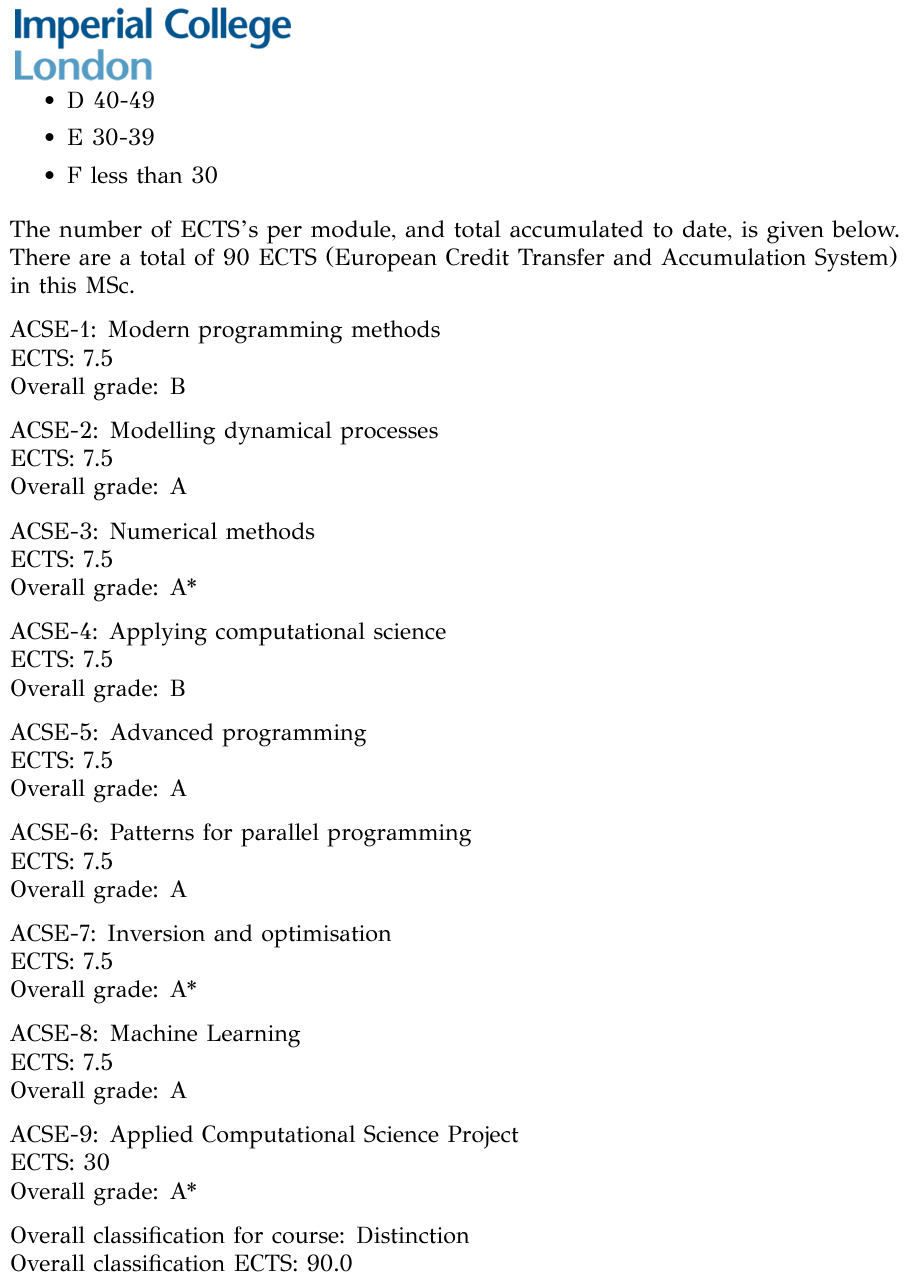 Imperial College
London
• D 40-49
• E 30-39
• F less than 30
The number of ECTS's per module, and total accumulated to date, is given below.
There are a total of 90 ECTS (European Credit Transfer and Accumulation System)
in this MSc.
ACSE-1: Modern programming methods
ECTS: 7.5
Overall grade: B
ACSE-2: Modelling dynamical processes
ECTS: 7.5
Overall grade: A
ACSE-3: Numerical methods
ECTS: 7.5
Overall grade: A*
ACSE-4: Applying computational science
ECTS: 7.5
Overall grade: B
ACSE-5: Advanced programming
ECTS: 7.5
Overall grade: A
ACSE-6: Patterns for parallel programming
ECTS: 7.5
Overall grade: A
ACSE-7: Inversion and optimisation
ECTS: 7.5
Overall grade: A*
ACSE-8: Machine Learning
ECTS: 7.5
Overall grade: A
ACSE-9: Applied Computational Science Project
ECTS: 30
Overall grade: A*
Overall classification for course: Distinction
Overall classification ECTS: 90.0